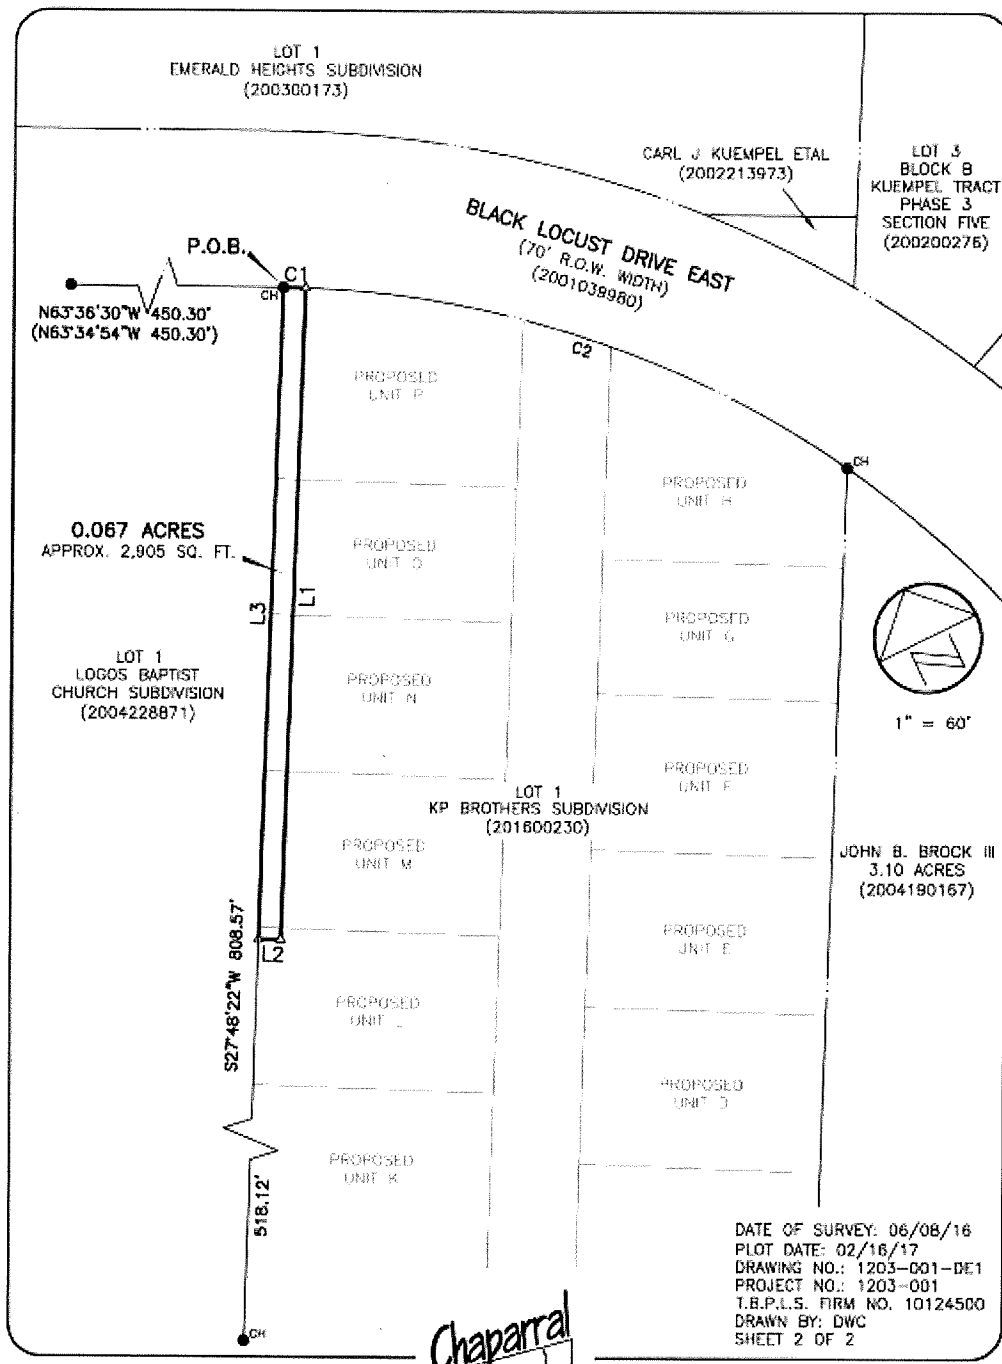 LOT 1
EMERALD HEIGHTS SUBDIVISION
(200300173)
CARL J KUEMPEL ETAL
(2002213973)
LOT 3
BLOCK B
KUEMPEL TRACT
PHASE 3
SECTION FIVE
(200200276)
BLACK LOCUST DRIVE EAST
(70' R.O.W. WIDTH)
(2001039980)
P.O.B.
C1
CH
N63°36'30"W 450.30'
(N63°34'54"W 450.30')
C2
CH
PROPOSED
UNIT P
PROPOSED
UNIT H
0.067 ACRES
APPROX. 2,905 SQ. FT.
PROPOSED
UNIT O
L3
L1
PROPOSED
UNIT G
LOT 1
LOGOS BAPTIST
CHURCH SUBDIVISION
(2004228871)
PROPOSED
UNIT N
N
1" = 60'
PROPOSED
UNIT F
LOT 1
KP BROTHERS SUBDIVISION
(201600230)
PROPOSED
UNIT M
JOHN B. BROCK III
3.10 ACRES
(2004190167)
S27°48'22"W 808.57'
L2
PROPOSED
UNIT E
PROPOSED
UNIT L
PROPOSED
UNIT D
PROPOSED
UNIT K
518.12'
CH
DATE OF SURVEY: 06/08/16
PLOT DATE: 02/16/17
DRAWING NO.: 1203-001-DE1
PROJECT NO.: 1203-001
T.B.P.L.S. FIRM NO. 10124500
DRAWN BY: DWC
SHEET 2 OF 2
Chaparral